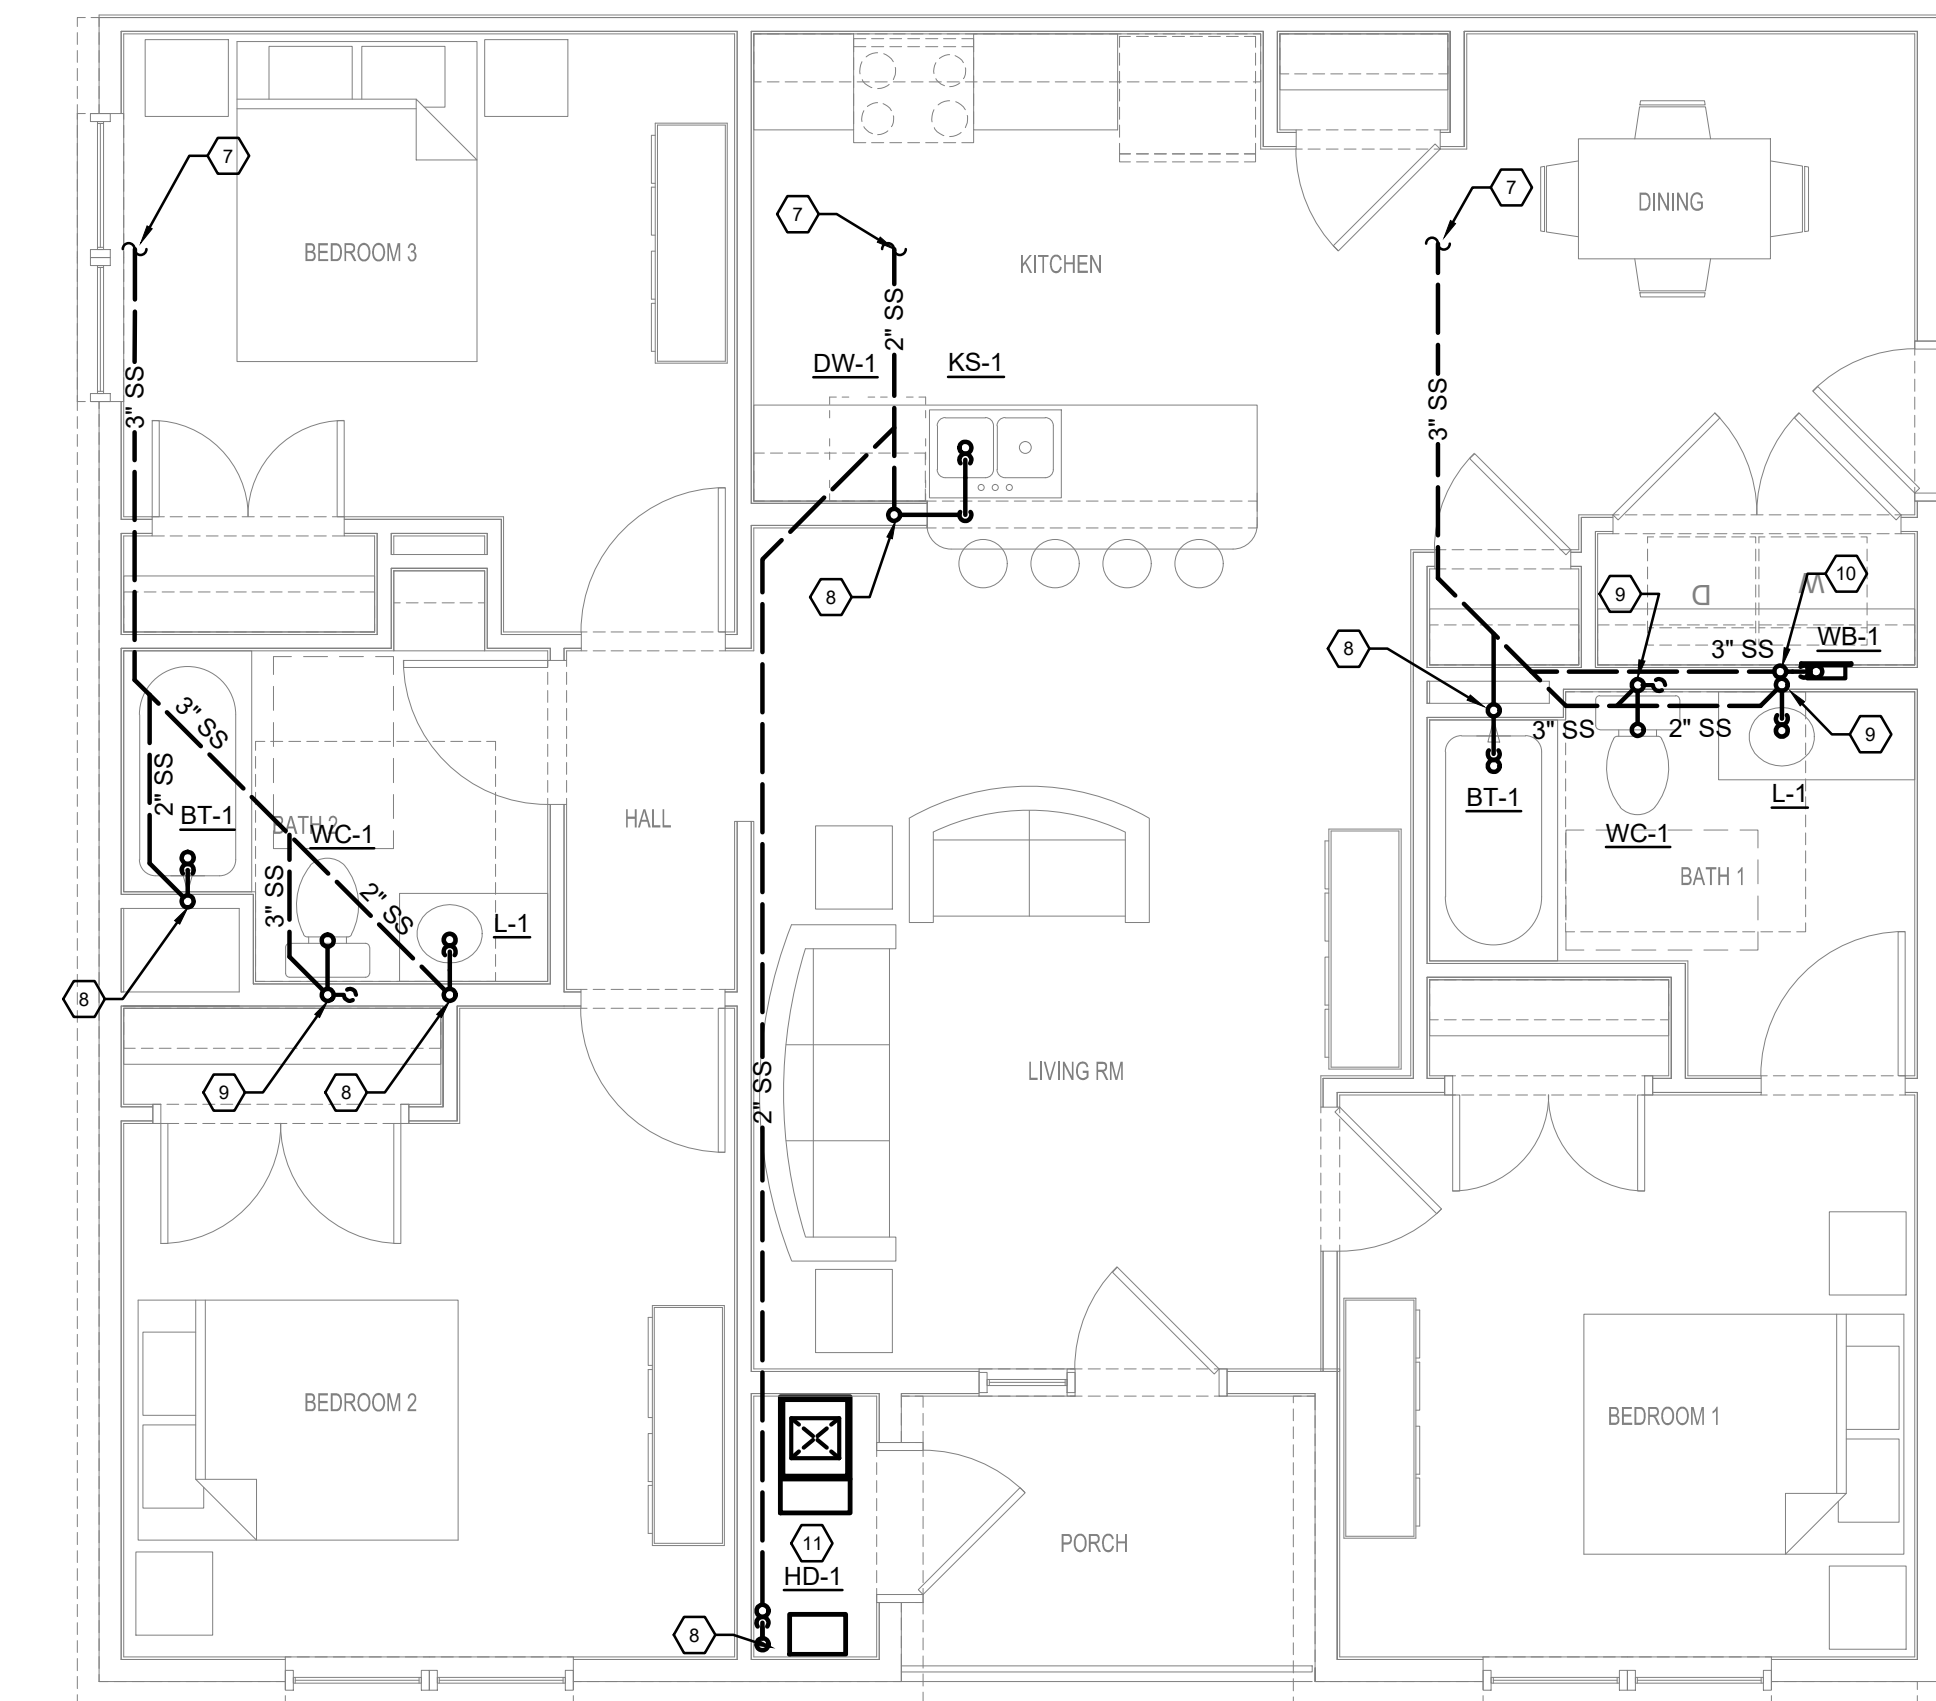 7
7
7
DINING
BEDROOM 3
KITCHEN
2" SS
DW-1
KS-1
3" SS
3" SS
8
9
D
W
10
8
3" SS
WB-1
3" SS
3" SS
2" SS
9
2" SS
BT-1
BATH 2
WC-1
HALL
BT-1
L-1
WC-1
BATH 1
3" SS
2" SS
L-1
8
9
8
2" SS
LIVING RM
BEDROOM 2
BEDROOM 1
11
PORCH
HD-1
8